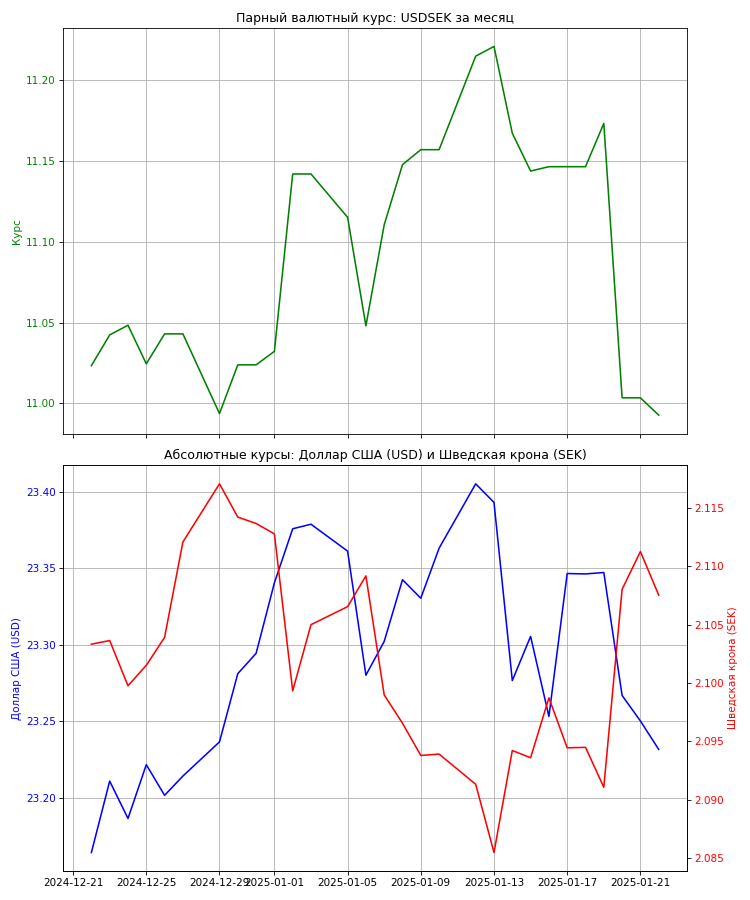 Парный валютный курс: USDSEK за месяц
11.20
11.15
11.10
11.05
11.00
Курс
Абсолютные курсы: Доллар США (USD) и Шведская крона (SEK)
23.40
23.35
23.30
23.25
23.20
Доллар США (USD)
2.115
2.110
2.105
2.100
2.095
2.090
2.085
Шведская крона (SEK)
2024-12-21 2024-12-25 2024-12-29 2025-01-01 2025-01-05 2025-01-09 2025-01-13 2025-01-17 2025-01-21